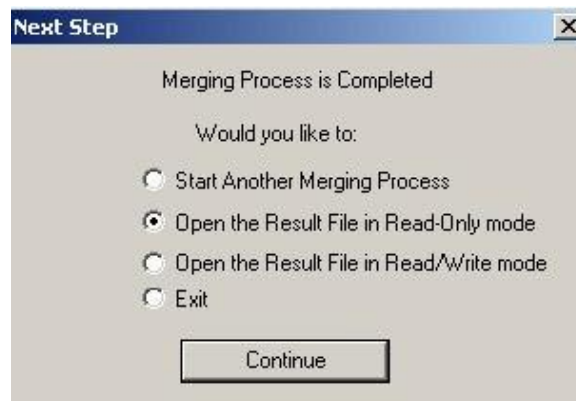 Next Step
Merging Process is Completed
Would you like to:
Start Another Merging Process
Open the Result File in Read-Only mode
Open the Result File in Read/Write mode
Exit
Continue